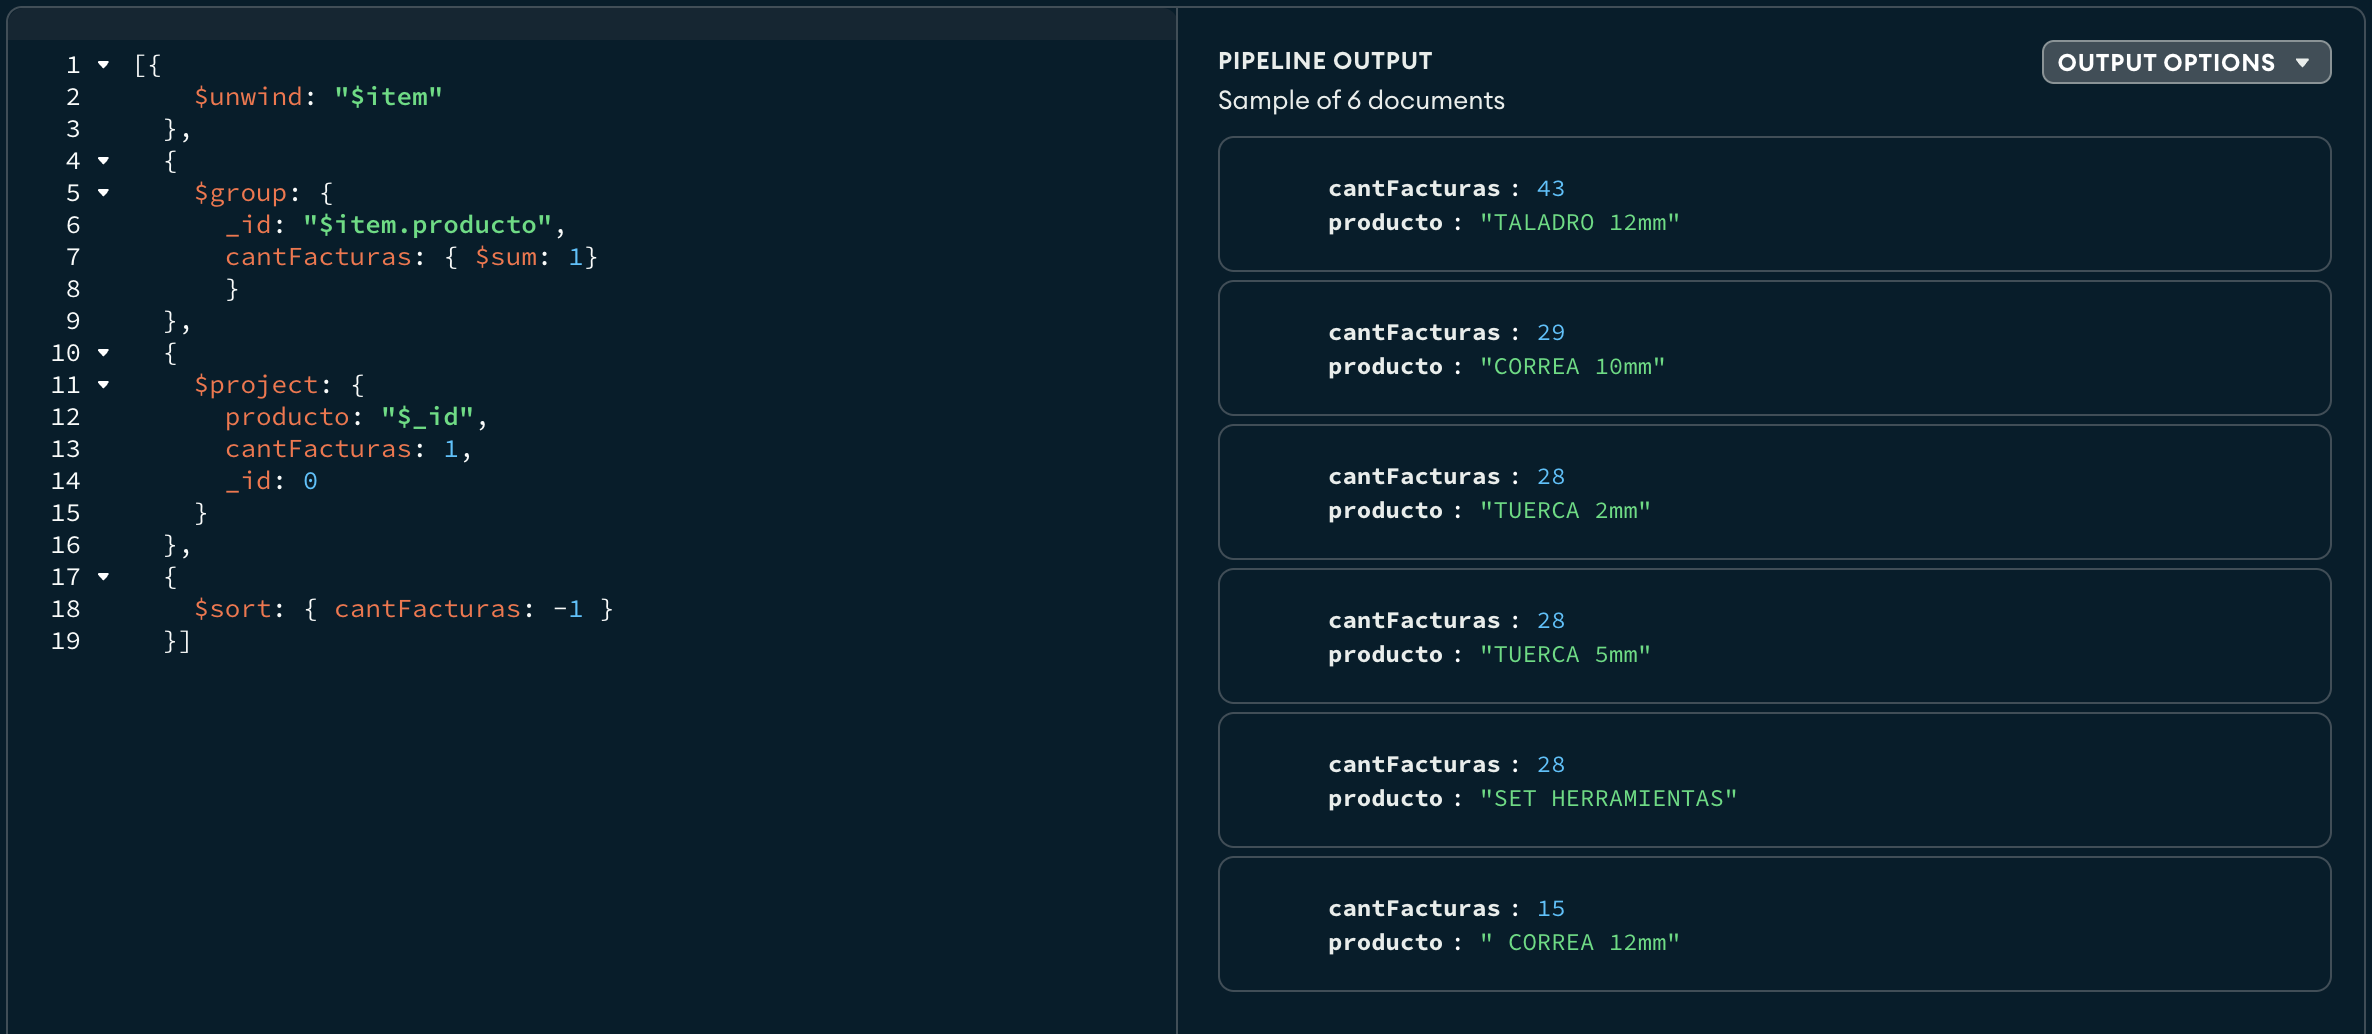 1 [{
2 $unwind: "$item"
3 },
4 {
5 $group: {
6 _id: "$item.producto",
7 cantFacturas: { $sum: 1}
8 }
9 },
10 {
11 $project: {
12 producto: "$_id",
13 cantFacturas: 1,
14 _id: 0
15 }
16 },
17 {
18 $sort: { cantFacturas: -1 }
19 }]
PIPELINE OUTPUT
OUTPUT OPTIONS
Sample of 6 documents
cantFacturas : 43
producto : "TALADRO 12mm"
cantFacturas : 29
producto : "CORREA 10mm"
cantFacturas : 28
producto : "TUERCA 2mm"
cantFacturas : 28
producto : "TUERCA 5mm"
cantFacturas : 28
producto : "SET HERRAMIENTAS"
cantFacturas : 15
producto : " CORREA 12mm"